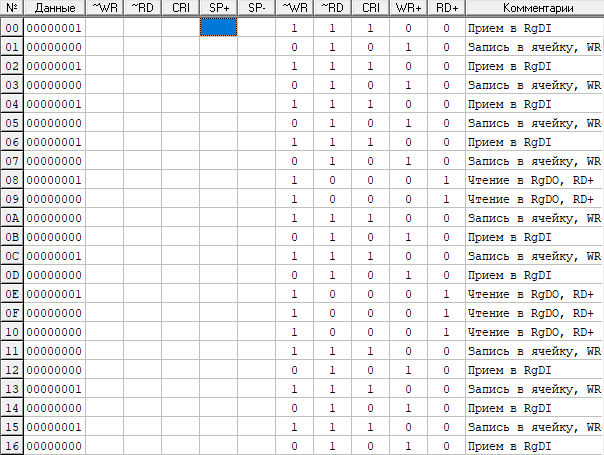 № Данные ~WR ~RD CRI SP+ SP- ~WR ~RD CRI WR+ RD+ Комментарии
00 00000001 1 1 1 0 0 Прием в RgDI
01 00000000 0 1 0 1 0 Запись в ячейку, WR
02 00000001 1 1 1 0 0 Прием в RgDI
03 00000000 0 1 0 1 0 Запись в ячейку, WR
04 00000001 1 1 1 0 0 Прием в RgDI
05 00000000 0 1 0 1 0 Запись в ячейку, WR
06 00000001 1 1 1 0 0 Прием в RgDI
07 00000000 0 1 0 1 0 Запись в ячейку, WR
08 00000001 1 0 0 0 1 Чтение в RgDO, RD+
09 00000000 1 0 0 0 1 Чтение в RgDO, RD+
0A 00000000 1 1 1 0 0 Запись в ячейку, WR
0B 00000000 0 1 0 1 0 Прием в RgDI
0C 00000001 1 1 1 0 0 Запись в ячейку, WR
0D 00000000 0 1 0 1 0 Прием в RgDI
0E 00000001 1 0 0 0 1 Чтение в RgDO, RD+
0F 00000000 1 0 0 0 1 Чтение в RgDO, RD+
10 00000000 1 0 0 0 1 Чтение в RgDO, RD+
11 00000000 1 1 1 0 0 Запись в ячейку, WR
12 00000000 0 1 0 1 0 Прием в RgDI
13 00000001 1 1 1 0 0 Запись в ячейку, WR
14 00000000 0 1 0 1 0 Прием в RgDI
15 00000001 1 1 1 0 0 Запись в ячейку, WR
16 00000000 0 1 0 1 0 Прием в RgDI